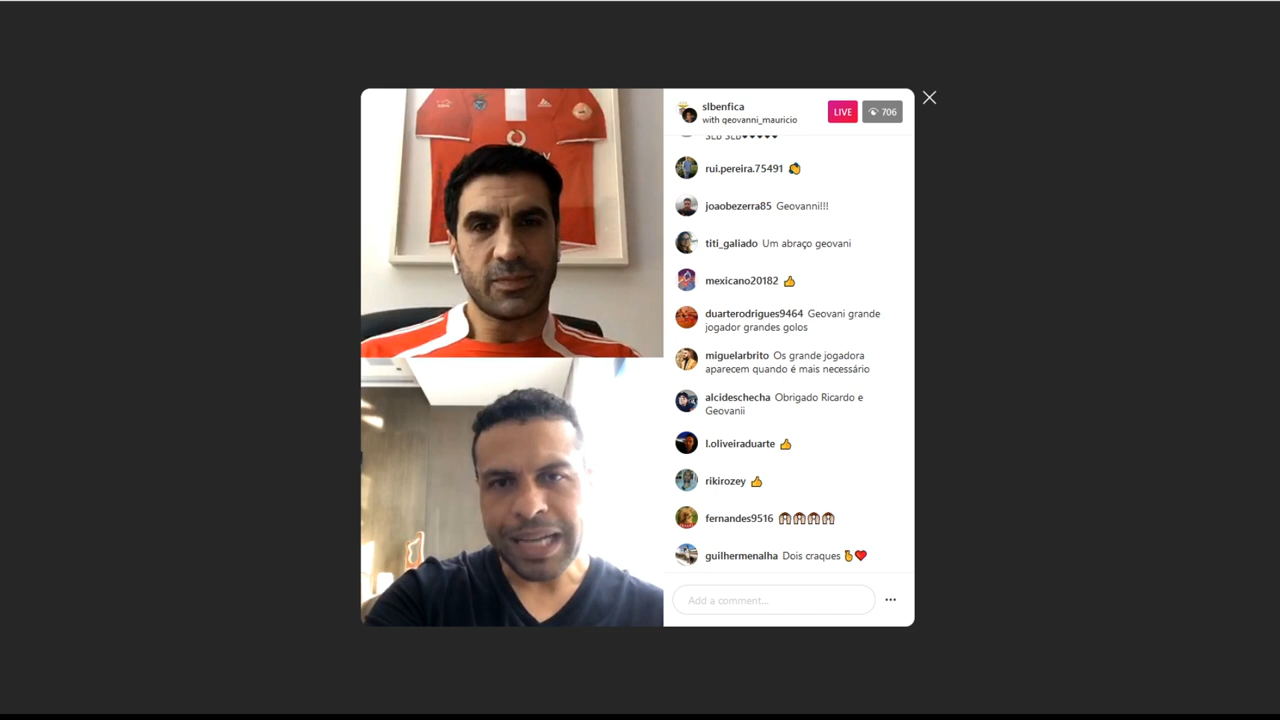 slbenfica
with geovanni_mauricio
LIVE
706
SLB SLB
rui.pereira.75491
joaobezerra85 Geovanni!!!
titi_galiado Um abraço geovani
mexicano20182
duarterodrigues9464 Geovani grande
jogador grandes golos
miguelarbrito Os grande jogadora
aparecem quando é mais necessário
alcideschecha Obrigado Ricardo e
Geovanii
l.oliveiraduarte
rikirozey
fernandes9516
guilhermenalha Dois craques
Add a comment...